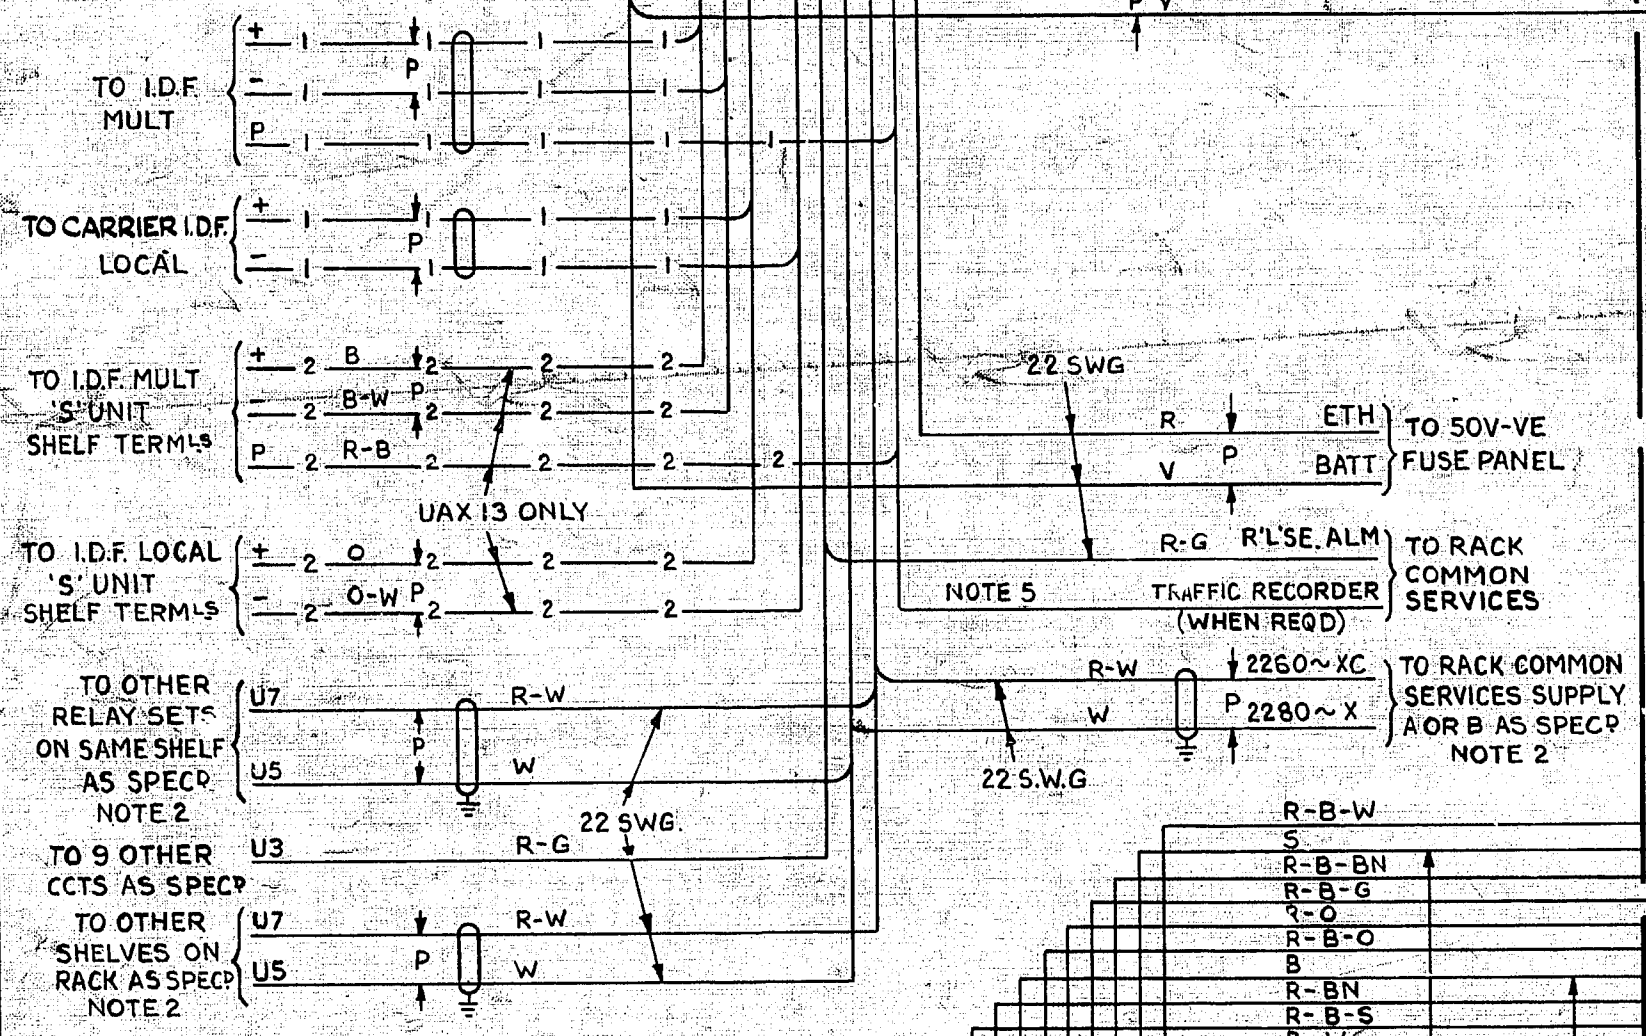 P V
TO I.D.F.
MULT
+ 1 1 1 1
P
- 1 1 1 1
P 1 1 1 1 1
TO CARRIER I.D.F.
LOCAL
+ 1 1 1 1
P
- 1 1 1 1
TO I.D.F. MULT
'S' UNIT
SHELF TERMLS
+ 2 B 2 2 2
P
- 2 B-W 2 2 2
P 2 R-B 2 2 2 2
UAX 13 ONLY
TO I.D.F. LOCAL
'S' UNIT
SHELF TERMLS
+ 2 O 2 2 2
P
- 2 O-W 2 2 2
TO OTHER
RELAY SETS
ON SAME SHELF
AS SPECD
NOTE 2
U7 R-W
P
U5 W
22 SWG.
TO 9 OTHER
CCTS AS SPECD
U3 R-G
TO OTHER
SHELVES ON
RACK AS SPECD
NOTE 2
U7 R-W
P
U5 W
22 SWG
R ETH
P
V BATT
TO 50V-VE
FUSE PANEL
R-G R'L'SE. ALM
NOTE 5 TRAFFIC RECORDER
(WHEN REQD)
TO RACK
COMMON
SERVICES
R-W 2260~XC
P
W 2280~X
22 S.W.G
TO RACK COMMON
SERVICES SUPPLY
A OR B AS SPECD
NOTE 2
R-B-W
S
R-B-BN
R-B-G
R-O
R-B-O
B
R-BN
R-B-S